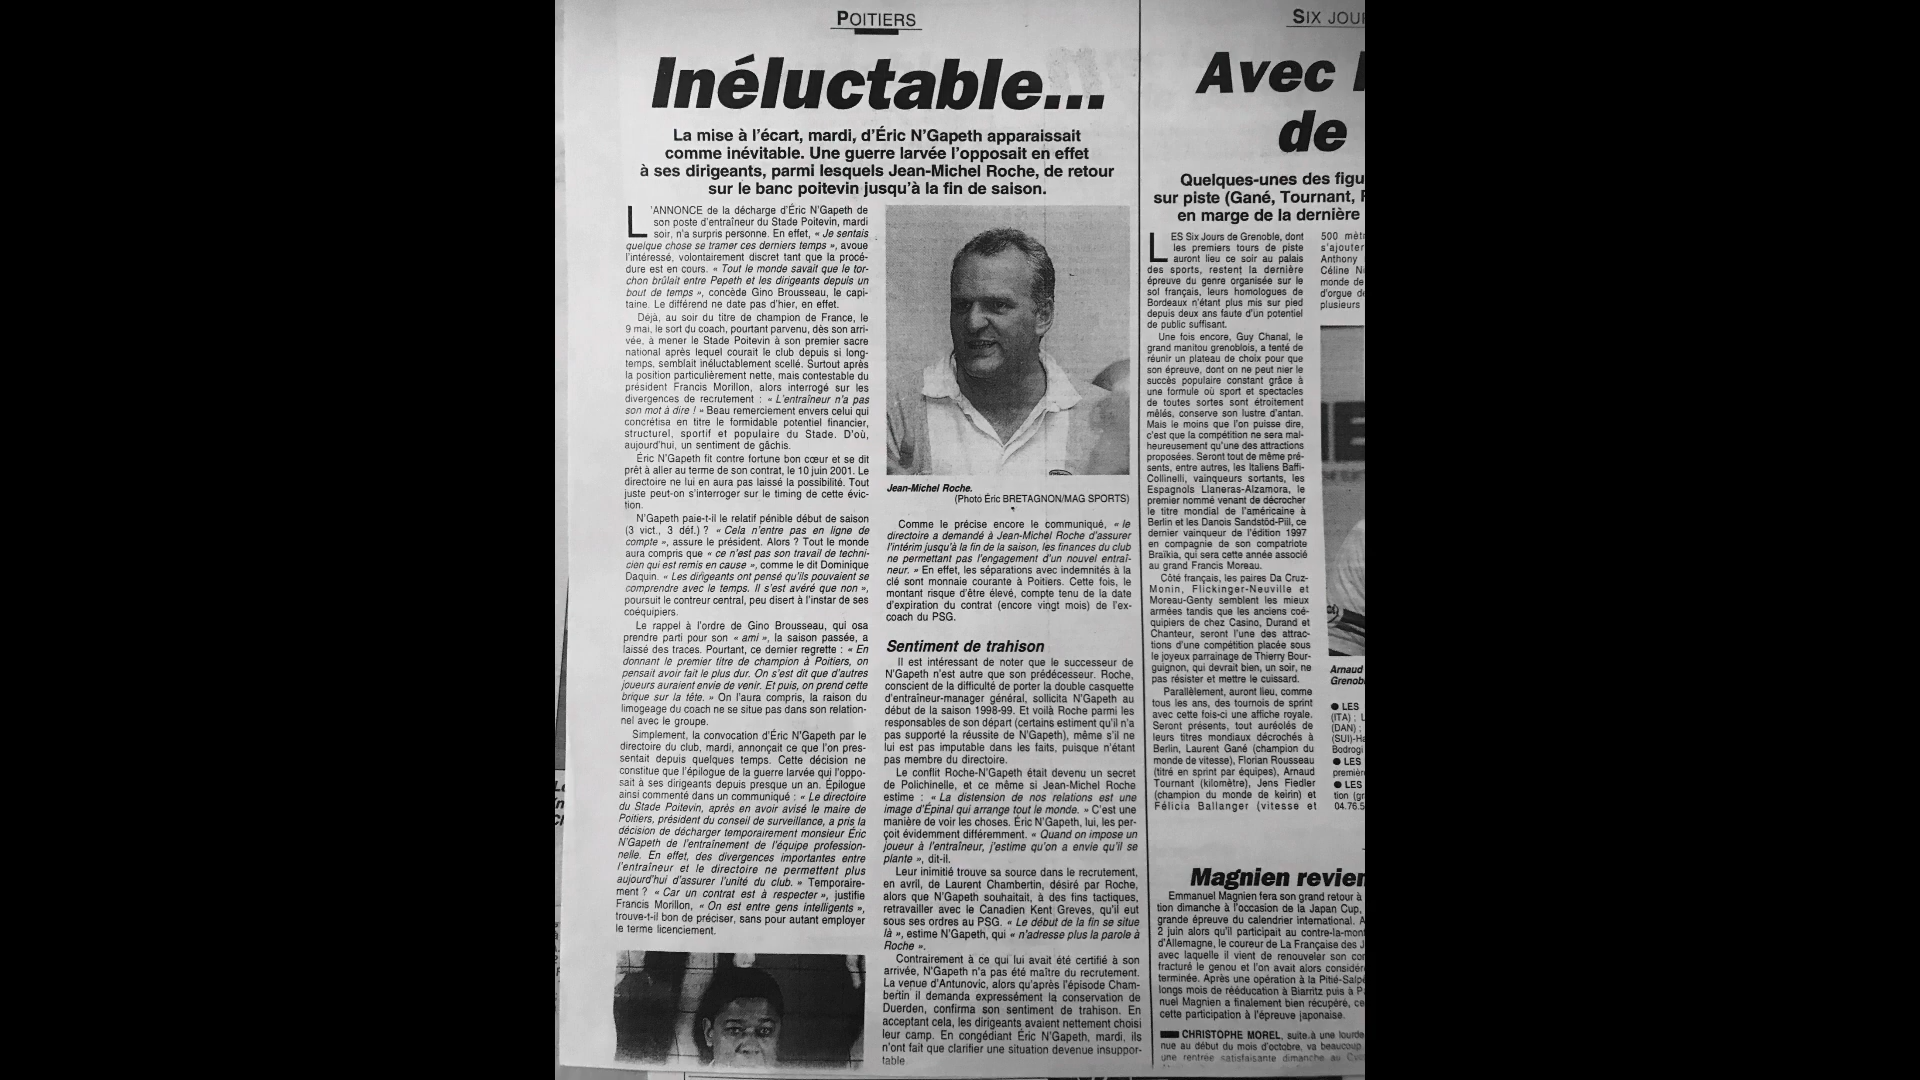 POITIERS
Inéluctable...
La mise à l'écart, mardi, d'Éric N'Gapeth apparaissait
comme inévitable. Une guerre larvée l'opposait en effet
à ses dirigeants, parmi lesquels Jean-Michel Roche, de retour
sur le banc poitevin jusqu'à la fin de saison.
L'ANNONCE de la décharge d'Éric N'Gapeth de
son poste d'entraîneur du Stade Poitevin, mardi
soir, n'a surpris personne. En effet, « Je sentais
quelque chose se tramer ces derniers temps », avoue
l'intéressé, volontairement discret tant que la procé-
dure est en cours. « Tout le monde savait que le tor-
chon brûlait entre Pepeth et les dirigeants depuis un
bout de temps », concède Gino Brousseau, le capi-
taine. Le différend ne date pas d'hier, en effet.
Déjà, au soir du titre de champion de France, le
9 mai, le sort du coach, pourtant parvenu, dès son arri-
vée, à mener le Stade Poitevin à son premier sacre
national après lequel courait le club depuis si long-
temps, semblait inéluctablement scellé. Surtout après
la position particulièrement nette, mais contestable du
président Francis Morillon, alors interrogé sur les
divergences de recrutement : « L'entraîneur n'a pas
son mot à dire ! » Beau remerciement envers celui qui
concrétisa en titre le formidable potentiel financier,
structurel, sportif et populaire du Stade. D'où,
aujourd'hui, un sentiment de gâchis.
Éric N'Gapeth fit contre fortune bon cœur et se dit
prêt à aller au terme de son contrat, le 10 juin 2001. Le
directoire ne lui en aura pas laissé la possibilité. Tout
juste peut-on s'interroger sur le timing de cette évic-
tion.
N'Gapeth paie-t-il le relatif pénible début de saison
(3 vict., 3 déf.) ? « Cela n'entre pas en ligne de
compte », assure le président. Alors ? Tout le monde
aura compris que « ce n'est pas son travail de techni-
cien qui est remis en cause », comme le dit Dominique
Daquin. « Les dirigeants ont pensé qu'ils pouvaient se
comprendre avec le temps. Il s'est avéré que non »,
poursuit le contreur central, peu disert à l'instar de ses
coéquipiers.
Le rappel à l'ordre de Gino Brousseau, qui osa
prendre parti pour son « ami », la saison passée, a
laissé des traces. Pourtant, ce dernier regrette : « En
donnant le premier titre de champion à Poitiers, on
pensait avoir fait le plus dur. On s'est dit que d'autres
joueurs auraient envie de venir. Et puis, on prend cette
brique sur la tête. » On l'aura compris, la raison du
limogeage du coach ne se situe pas dans son relation-
nel avec le groupe.
Simplement, la convocation d'Éric N'Gapeth par le
directoire du club, mardi, annonçait ce que l'on pres-
sentait depuis quelques temps. Cette décision ne
constitue que l'épilogue de la guerre larvée qui l'oppo-
sait à ses dirigeants depuis presque un an. Épilogue
ainsi commenté dans un communiqué : « Le directoire
du Stade Poitevin, après en avoir avisé le maire de
Poitiers, président du conseil de surveillance, a pris la
décision de décharger temporairement monsieur Éric
N'Gapeth de l'entraînement de l'équipe profession-
nelle. En effet, des divergences importantes entre
l'entraîneur et le directoire ne permettent plus
aujourd'hui d'assurer l'unité du club. » Temporaire-
ment ? « Car un contrat est à respecter », justifie
Francis Morillon, « On est entre gens intelligents »,
trouve-t-il bon de préciser, sans pour autant employer
le terme licenciement.
Jean-Michel Roche.
(Photo Éric BRETAGNON/MAG SPORTS)
Comme le précise encore le communiqué, « le
directoire a demandé à Jean-Michel Roche d'assurer
l'intérim jusqu'à la fin de la saison, les finances du club
ne permettant pas l'engagement d'un nouvel entraî-
neur. » En effet, les séparations avec indemnités à la
clé sont monnaie courante à Poitiers. Cette fois, le
montant risque d'être élevé, compte tenu de la date
d'expiration du contrat (encore vingt mois) de l'ex-
coach du PSG.
Sentiment de trahison
Il est intéressant de noter que le successeur de
N'Gapeth n'est autre que son prédécesseur. Roche,
conscient de la difficulté de porter la double casquette
d'entraîneur-manager général, sollicita N'Gapeth au
début de la saison 1998-99. Et voilà Roche parmi les
responsables de son départ (certains estiment qu'il n'a
pas supporté la réussite de N'Gapeth), même s'il ne
lui est pas imputable dans les faits, puisque n'étant
pas membre du directoire.
Le conflit Roche-N'Gapeth était devenu un secret
de Polichinelle, et ce même si Jean-Michel Roche
estime : « La distension de nos relations est une
image d'Épinal qui arrange tout le monde. » C'est une
manière de voir les choses. Éric N'Gapeth, lui, les per-
çoit évidemment différemment. « Quand on impose un
joueur à l'entraîneur, j'estime qu'on a envie qu'il se
plante », dit-il.
Leur inimitié trouve sa source dans le recrutement,
en avril, de Laurent Chambertin, désiré par Roche,
alors que N'Gapeth souhaitait, à des fins tactiques,
retravailler avec le Canadien Kent Greves, qu'il eut
sous ses ordres au PSG. « Le début de la fin se situe
là », estime N'Gapeth, qui « n'adresse plus la parole à
Roche ».
Contrairement à ce qui lui avait été certifié à son
arrivée, N'Gapeth n'a pas été maître du recrutement.
La venue d'Antunovic, alors qu'après l'épisode Cham-
bertin il demanda expressément la conservation de
Duerden, confirma son sentiment de trahison. En
acceptant cela, les dirigeants avaient nettement choisi
leur camp. En congédiant Éric N'Gapeth, mardi, ils
n'ont fait que clarifier une situation devenue insuppor-
table
SIX JOU
Avec
de
Quelques-unes des figu
sur piste (Gané, Tournant,
en marge de la dernière
LES Six Jours de Grenoble, dont
les premiers tours de piste
auront lieu ce soir au palais
des sports, restent la dernière
épreuve du genre organisée sur le
sol français, leurs homologues de
Bordeaux n'étant plus mis sur pied
depuis deux ans faute d'un potentiel
de public suffisant.
Une fois encore, Guy Chanal, le
grand manitou grenoblois, a tenté de
réunir un plateau de choix pour que
son épreuve, dont on ne peut nier le
succès populaire constant grâce à
une formule où sport et spectacles
de toutes sortes sont étroitement
mêlés, conserve son lustre d'antan.
Mais le moins que l'on puisse dire,
c'est que la compétition ne sera mal-
heureusement qu'une des attractions
proposées. Seront tout de même pré-
sents, entre autres, les Italiens Baffi-
Collinelli, vainqueurs sortants, les
Espagnols Llaneras-Alzamora, le
premier nommé venant de décrocher
le titre mondial de l'américaine à
Berlin et les Danois Sandstöd-Piil, ce
dernier vainqueur de l'édition 1997
en compagnie de son compatriote
Braïkia, qui sera cette année associé
au grand Francis Moreau.
Côté français, les paires Da Cruz-
Monin, Flickinger-Neuville et
Moreau-Genty semblent les mieux
armées tandis que les anciens coé-
quipiers de chez Casino, Durand et
Chanteur, seront l'une des attrac-
tions d'une compétition placée sous
le joyeux parrainage de Thierry Bour-
guignon, qui devrait bien, un soir, ne
pas résister et mettre le cuissard.
Parallèlement, auront lieu, comme
tous les ans, des tournois de sprint
avec cette fois-ci une affiche royale.
Seront présents, tout auréolés de
leurs titres mondiaux décrochés à
Berlin, Laurent Gané (champion du
monde de vitesse), Florian Rousseau
(titré en sprint par équipes), Arnaud
Tournant (kilomètre), Jens Fiedler
(champion du monde de keirin) et
Félicia Ballanger (vitesse et
500 mèt
s'ajouter
Anthony
Céline Ni
monde de
d'orgue de
plusieurs
Arnaud
Grenob
● LES
(ITA) ; L
(DAN) ;
(SUI)-Ha
Bodrogi
● LES
premièr
● LES
tion (gr
04.76.5
Magnien revien
Emmanuel Magnien fera son grand retour à
tion dimanche à l'occasion de la Japan Cup,
grande épreuve du calendrier international. A
2 juin alors qu'il participait au contre-la-mont
d'Allemagne, le coureur de La Française des J
avec laquelle il vient de renouveler son co
fracturé le genou et l'on avait alors considér
terminée. Après une opération à la Pitié-Salpê
longs mois de rééducation à Biarritz puis à P
nuel Magnien a finalement bien récupéré, ce
cette participation à l'épreuve japonaise.
CHRISTOPHE MOREL, suite à une lourde
nue au début du mois d'octobre, va beaucoup
une rentrée satisfaisante dimanche au